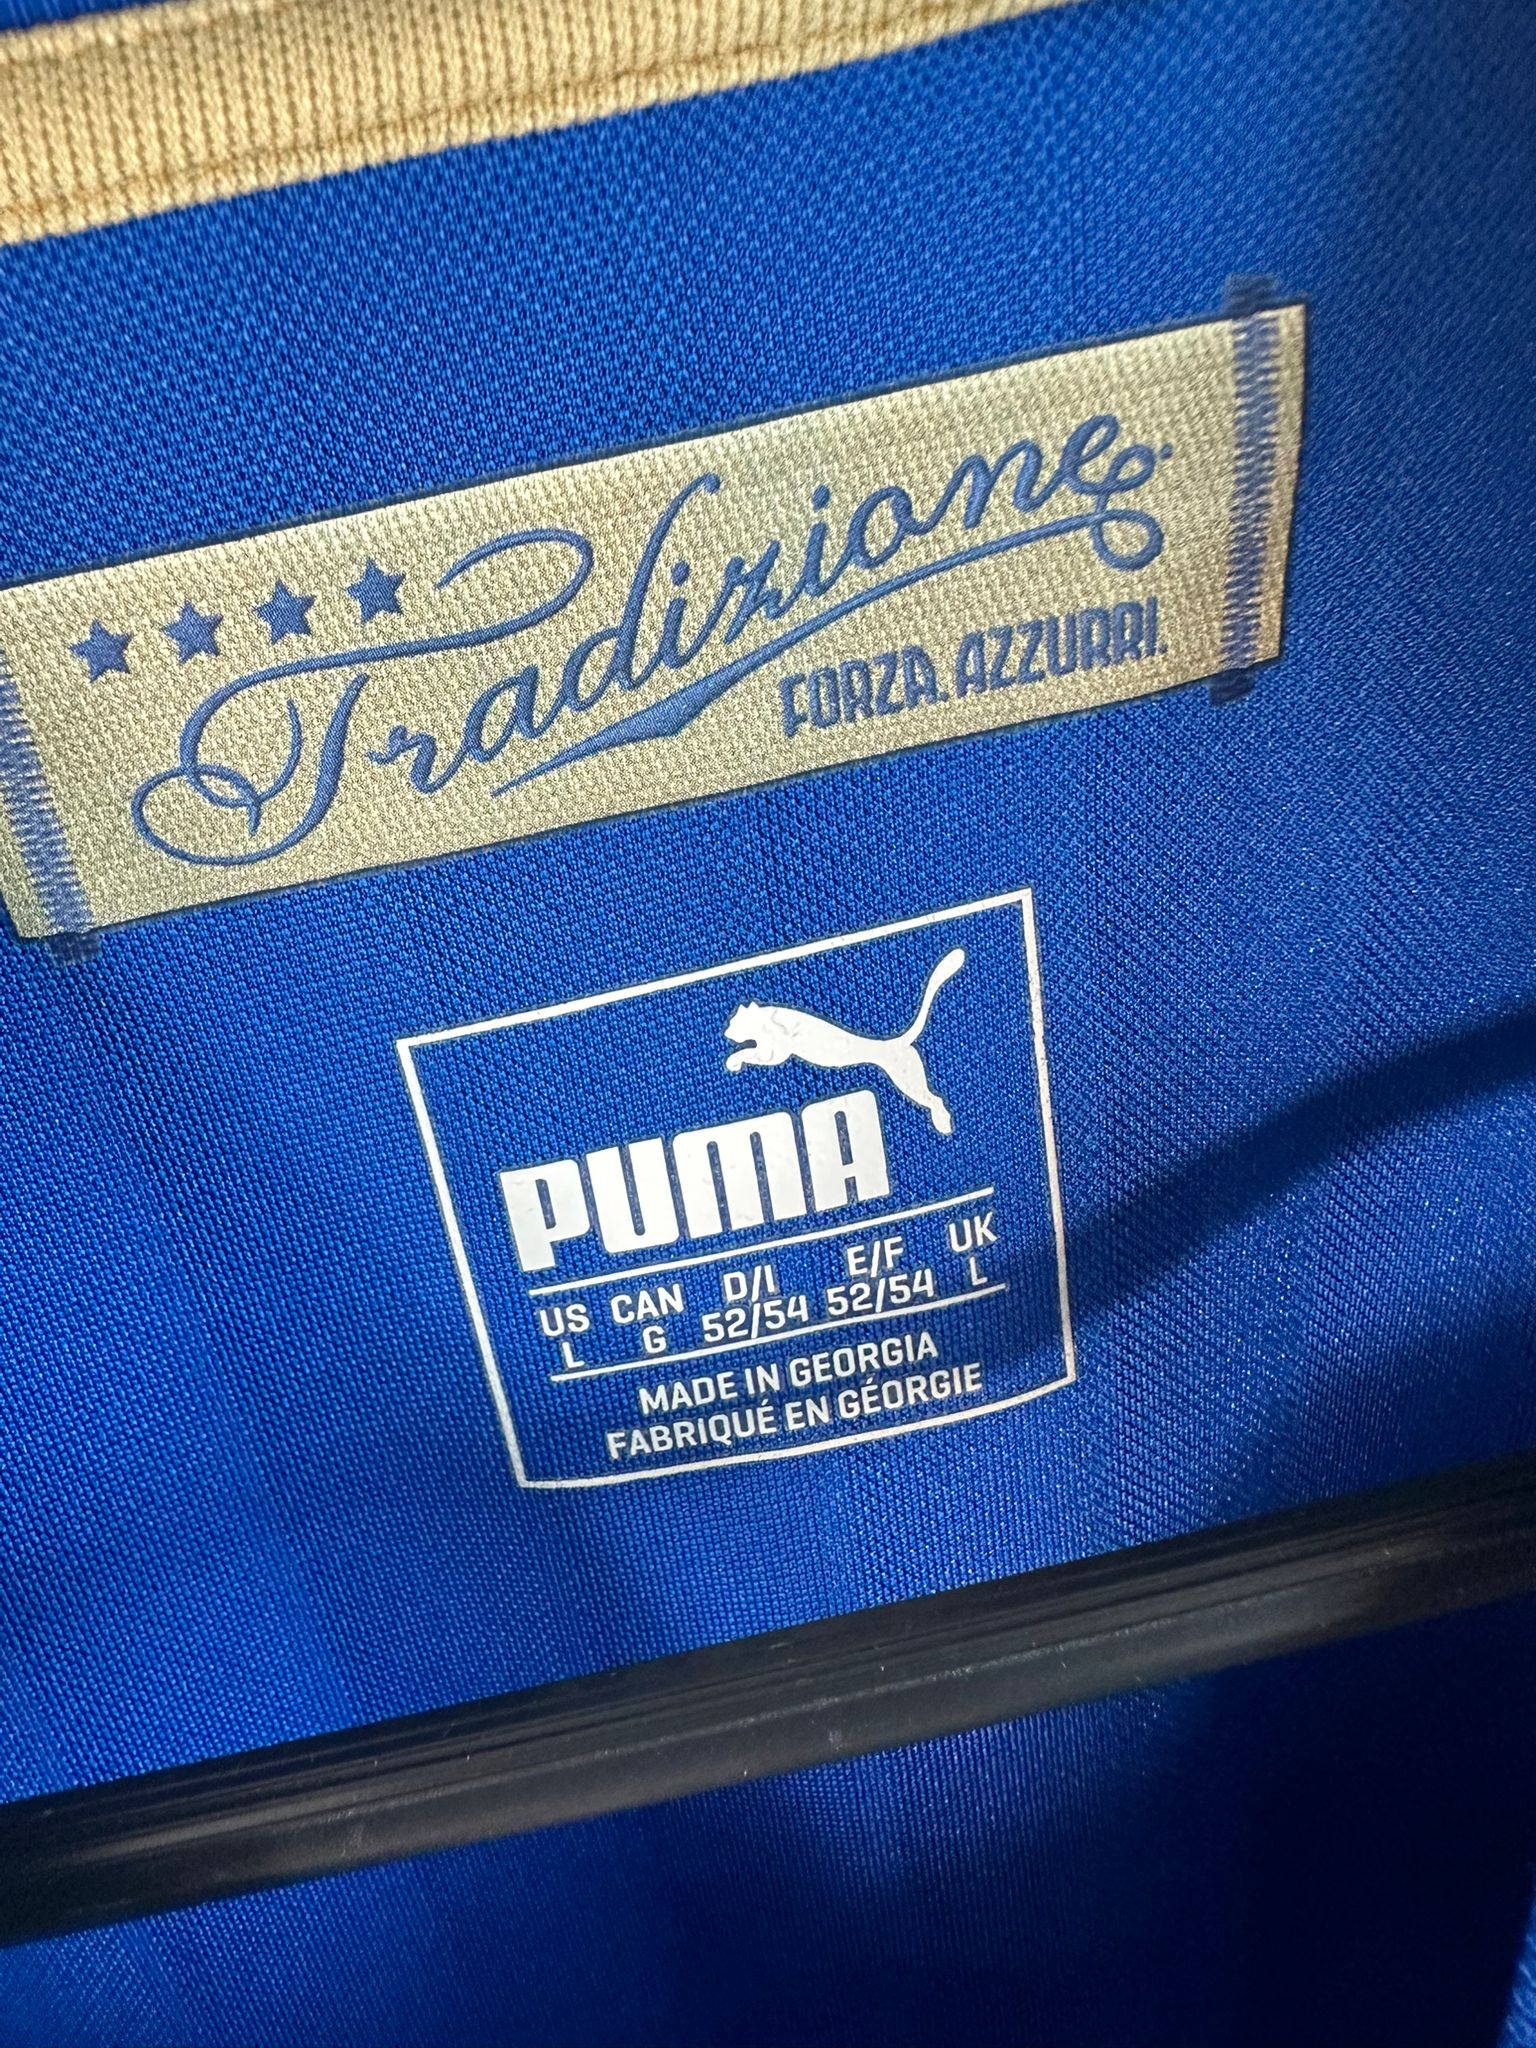 Tradizione.
FORZA. AZZURRI.
PUMA
US CAN D/I E/F UK
L G 52/54 52/54 L
MADE IN GEORGIA
FABRIQUÉ EN GÉORGIE